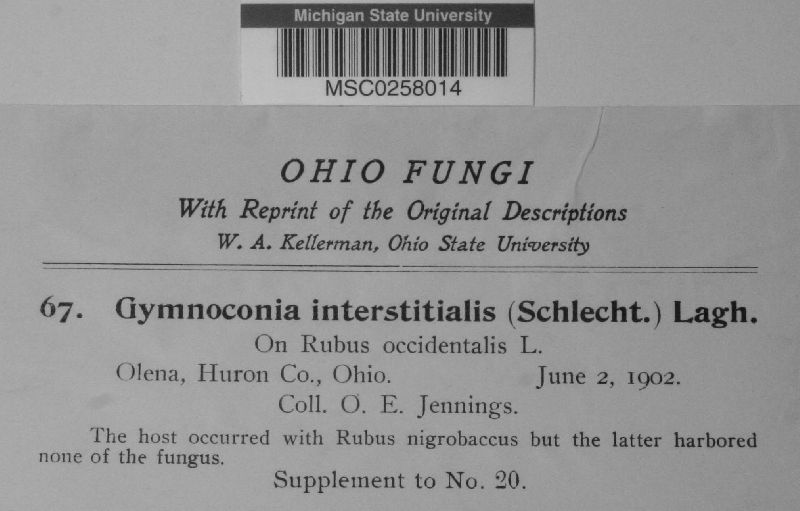 Michigan State University
MSC0258014
OHIO FUNGI
With Reprint of the Original Descriptions
W. A. Kellerman, Ohio State University
67. Gymnoconia interstitialis (Schlecht.) Lagh.
On Rubus occidentalis L.
Olena, Huron Co., Ohio. June 2, 1902.
Coll. O. E. Jennings.
The host occurred with Rubus nigrobaccus but the latter harbored
none of the fungus.
Supplement to No. 20.